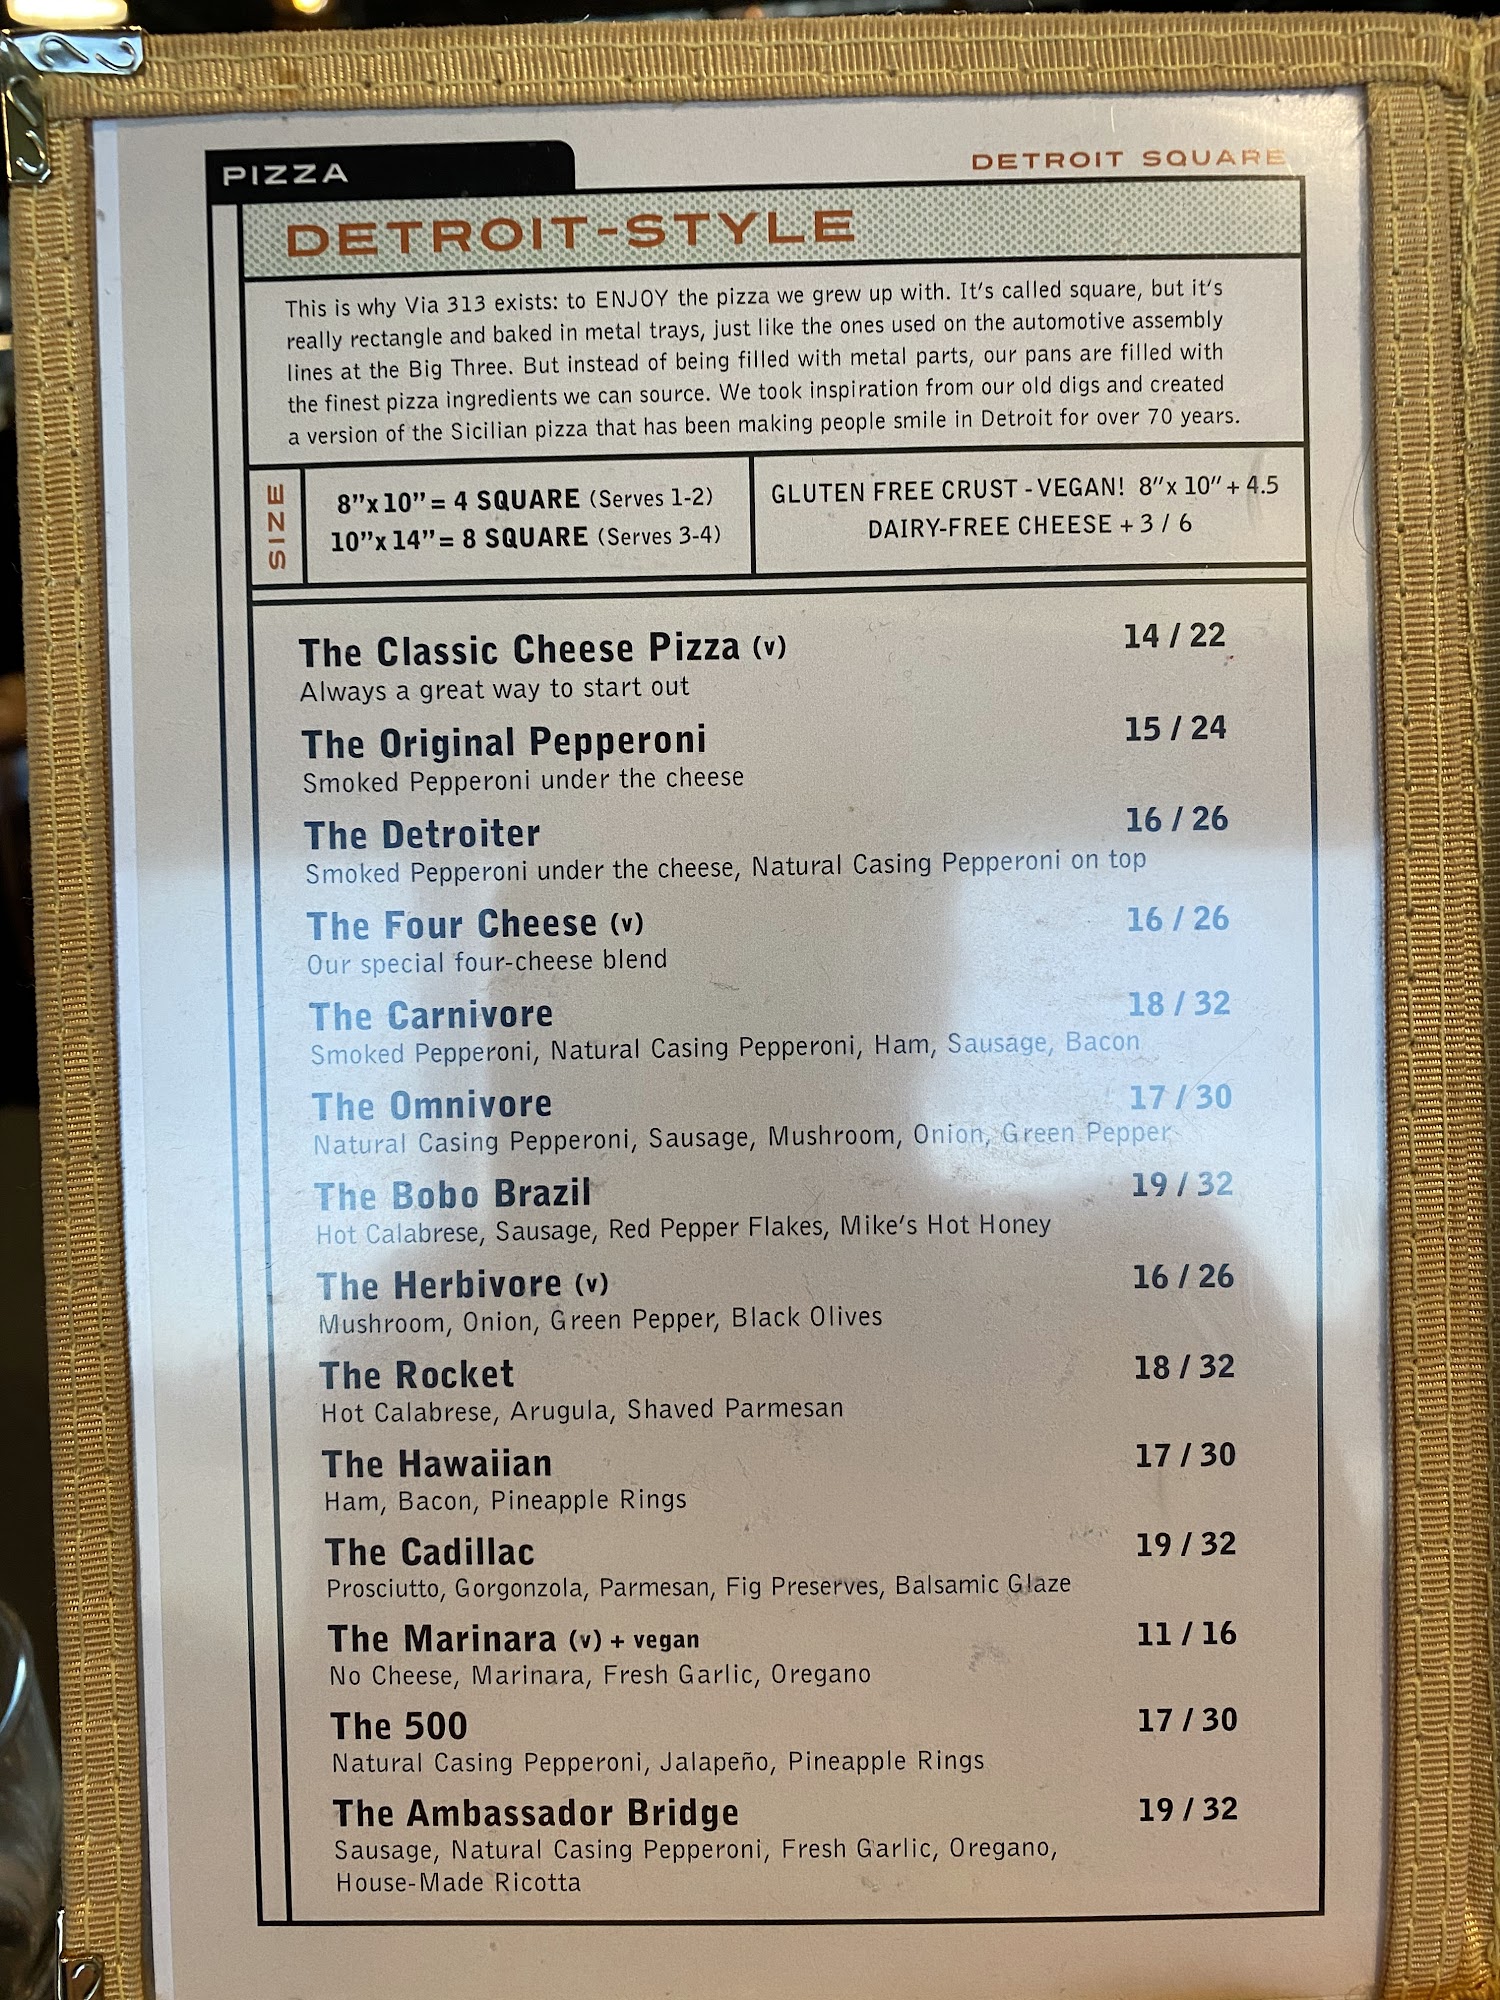 PIZZA
DETROIT SQUARE
DETROIT-STYLE
This is why Via 313 exists: to ENJOY the pizza we grew up with. It's called square, but it's
really rectangle and baked in metal trays, just like the ones used on the automotive assembly
lines at the Big Three. But instead of being filled with metal parts, our pans are filled with
the finest pizza ingredients we can source. We took inspiration from our old digs and created
a version of the Sicilian pizza that has been making people smile in Detroit for over 70 years.
SIZE
8”x10”= 4 SQUARE (Serves 1-2)
10”x14”= 8 SQUARE (Serves 3-4)
GLUTEN FREE CRUST - VEGAN! 8”x 10”+ 4.5
DAIRY-FREE CHEESE + 3 / 6
The Classic Cheese Pizza (v) 14 / 22
Always a great way to start out
The Original Pepperoni 15 / 24
Smoked Pepperoni under the cheese
The Detroiter 16 / 26
Smoked Pepperoni under the cheese, Natural Casing Pepperoni on top
The Four Cheese (v) 16 / 26
Our special four-cheese blend
The Carnivore 18 / 32
Smoked Pepperoni, Natural Casing Pepperoni, Ham, Sausage, Bacon
The Omnivore 17 / 30
Natural Casing Pepperoni, Sausage, Mushroom, Onion, Green Pepper
The Bobo Brazil 19 / 32
Hot Calabrese, Sausage, Red Pepper Flakes, Mike's Hot Honey
The Herbivore (v) 16 / 26
Mushroom, Onion, Green Pepper, Black Olives
The Rocket 18 / 32
Hot Calabrese, Arugula, Shaved Parmesan
The Hawaiian 17 / 30
Ham, Bacon, Pineapple Rings
The Cadillac 19 / 32
Prosciutto, Gorgonzola, Parmesan, Fig Preserves, Balsamic Glaze
The Marinara (v) + vegan 11 / 16
No Cheese, Marinara, Fresh Garlic, Oregano
The 500 17 / 30
Natural Casing Pepperoni, Jalapeño, Pineapple Rings
The Ambassador Bridge 19 / 32
Sausage, Natural Casing Pepperoni, Fresh Garlic, Oregano,
House-Made Ricotta